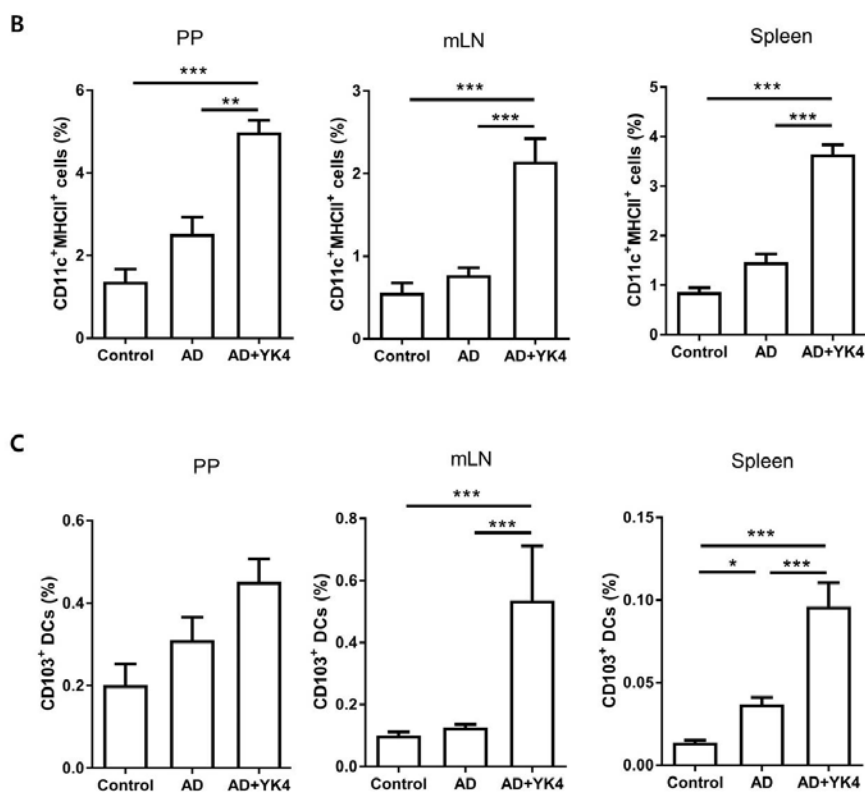 B
PP
mLN
Spleen
CD11c⁺MHCII⁺ cells (%)
6
4
2
0
***
**
Control AD AD+YK4
CD11c⁺MHCII⁺ cells (%)
3
2
1
0
***
***
Control AD AD+YK4
CD11c⁺MHCII⁺ cells (%)
5
4
3
2
1
0
***
***
Control AD AD+YK4
C
PP
mLN
Spleen
CD103⁺ DCs (%)
0.6
0.4
0.2
0.0
Control AD AD+YK4
CD103⁺ DCs (%)
0.8
0.6
0.4
0.2
0.0
***
***
Control AD AD+YK4
CD103⁺ DCs (%)
0.15
0.10
0.05
0.00
***
* ***
Control AD AD+YK4